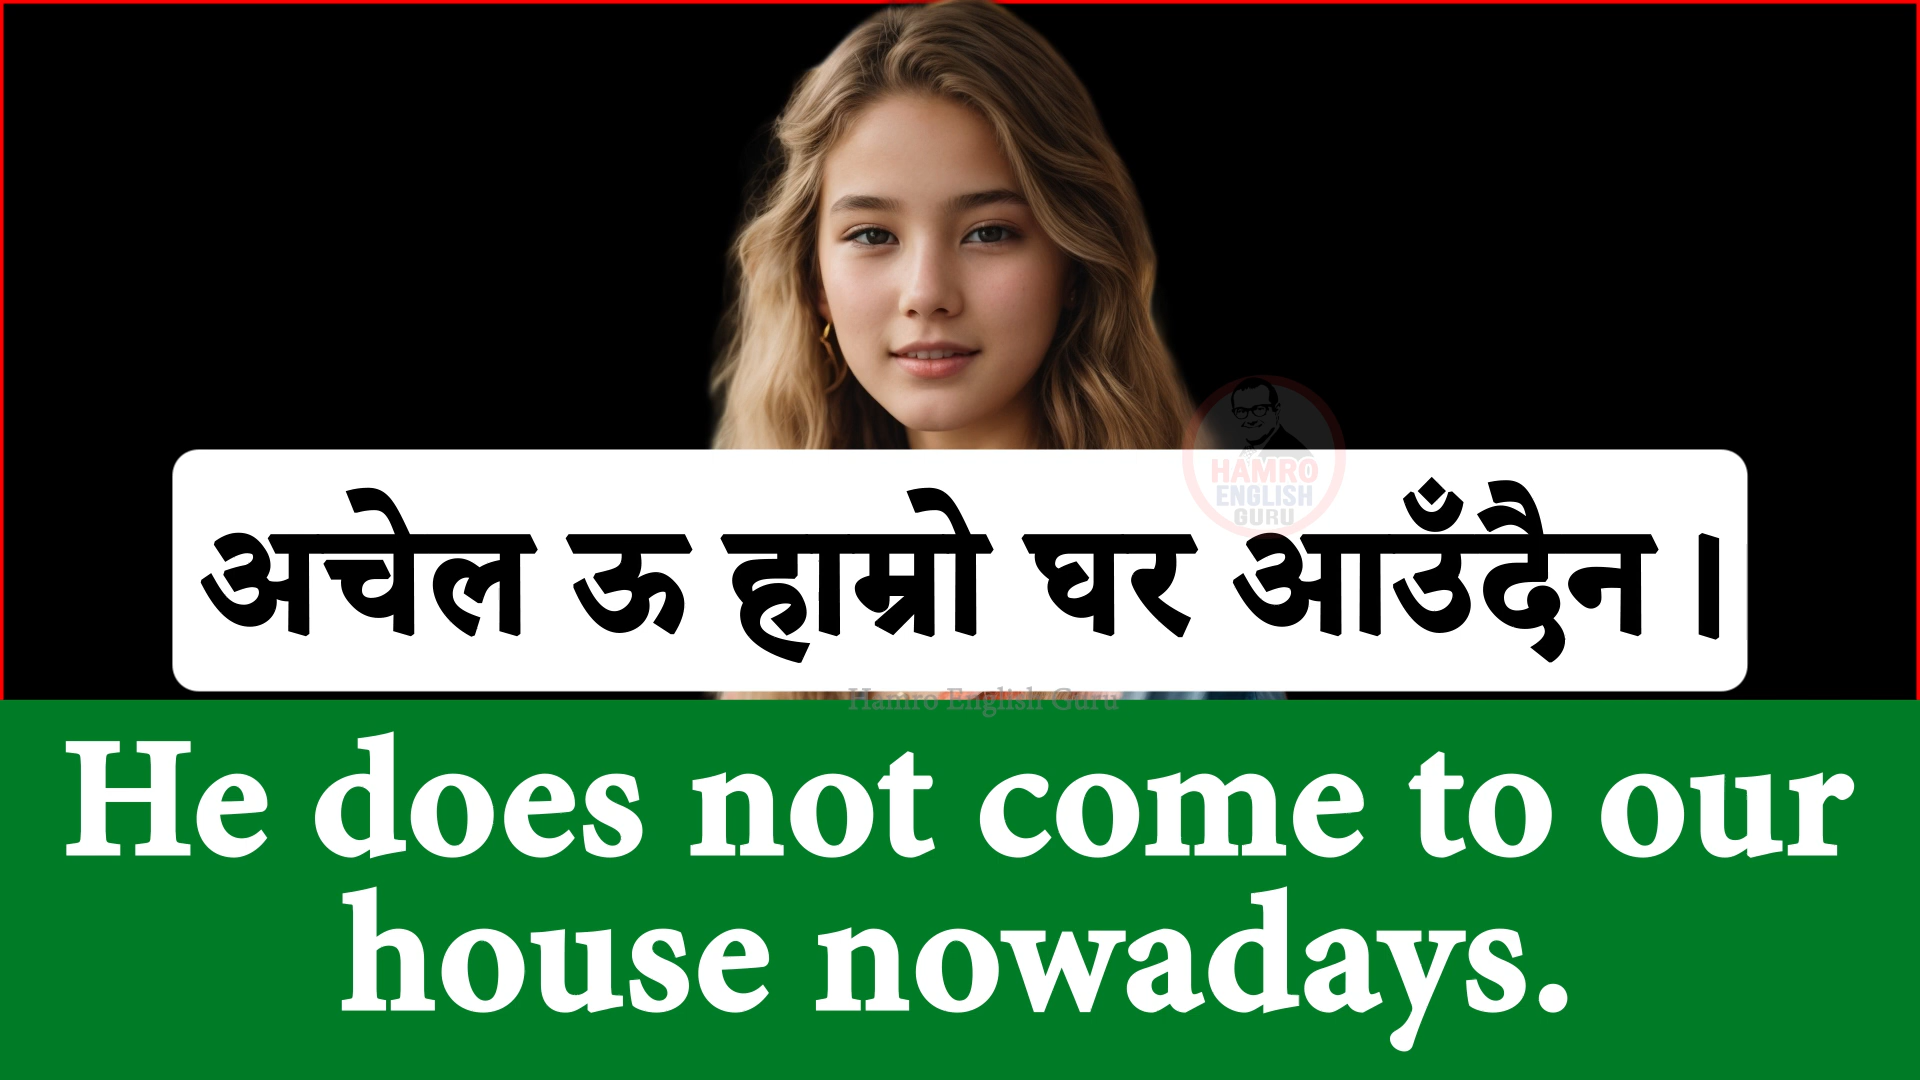 HAMRO
ENGLISH
GURU
अचेल ऊ हाम्रो घर आउँदैन ।
Hamro English Guru
He does not come to our
house nowadays.